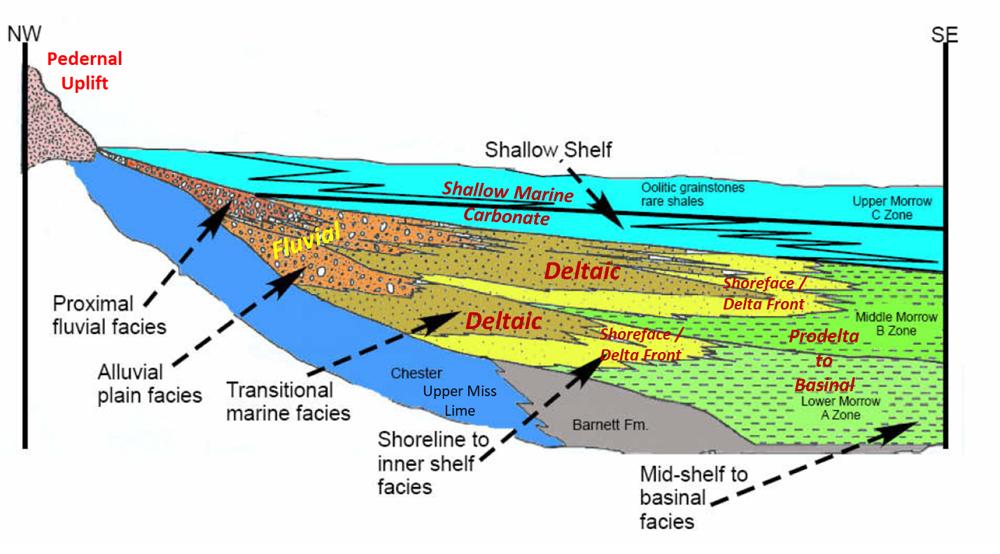 NW
SE
Pedernal
Uplift
Shallow Shelf
Shallow Marine
Carbonate
Oolitic grainstones
rare shales
Upper Morrow
C Zone
Fluvial
Deltaic
Shoreface /
Delta Front
Middle Morrow
B Zone
Proximal
fluvial facies
Deltaic
Shoreface /
Delta Front
Prodelta
to
Basinal
Alluvial
plain facies
Transitional
marine facies
Chester
Upper Miss
Lime
Lower Morrow
A Zone
Barnett Fm.
Shoreline to
inner shelf
facies
Mid-shelf to
basinal
facies